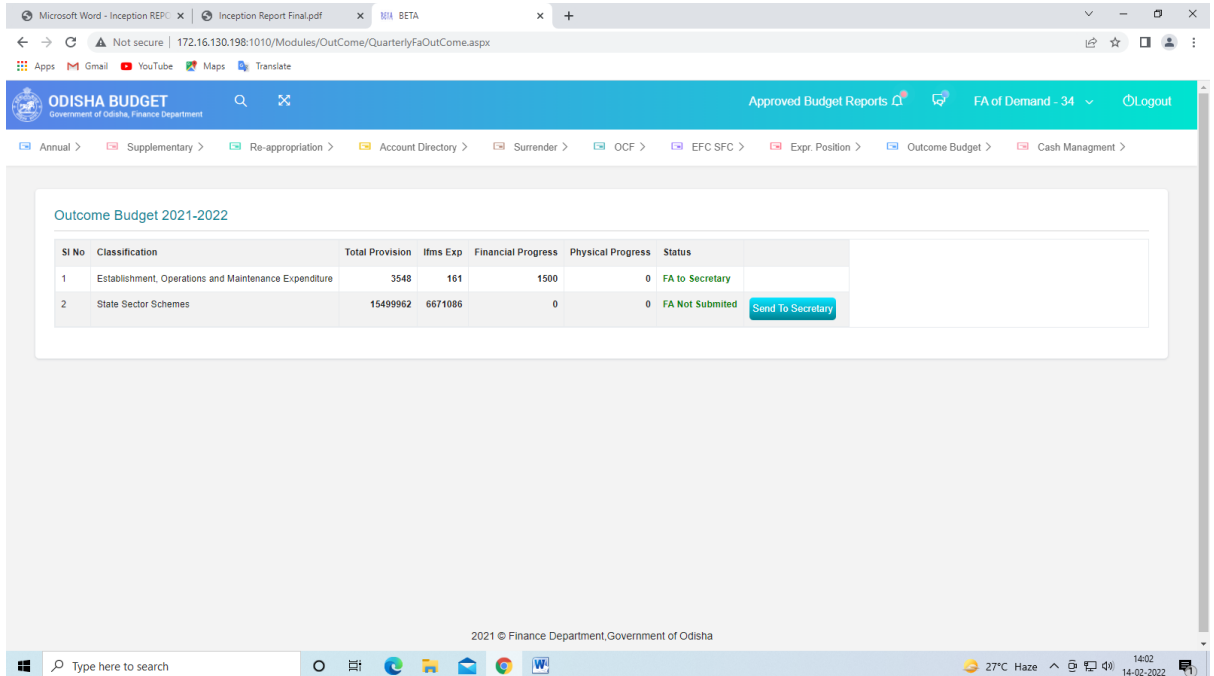 Microsoft Word - Inception REPO Inception Report Final.pdf BETA BETA
Not secure 172.16.130.198:1010/Modules/OutCome/QuarterlyFaOutCome.aspx
Apps Gmail YouTube Maps Translate
ODISHA BUDGET Approved Budget Reports FA of Demand - 34 Logout
Government of Odisha, Finance Department
Annual > Supplementary > Re-appropriation > Account Directory > Surrender > OCF > EFC SFC > Expr. Position > Outcome Budget > Cash Managment >
Outcome Budget 2021-2022
Sl No Classification Total Provision Ifms Exp Financial Progress Physical Progress Status
1 Establishment, Operations and Maintenance Expenditure 3548 161 1500 0 FA to Secretary
2 State Sector Schemes 15499962 6671086 0 0 FA Not Submited Send To Secretary
2021 © Finance Department,Government of Odisha
Type here to search W 27°C Haze 14:02
14-02-2022